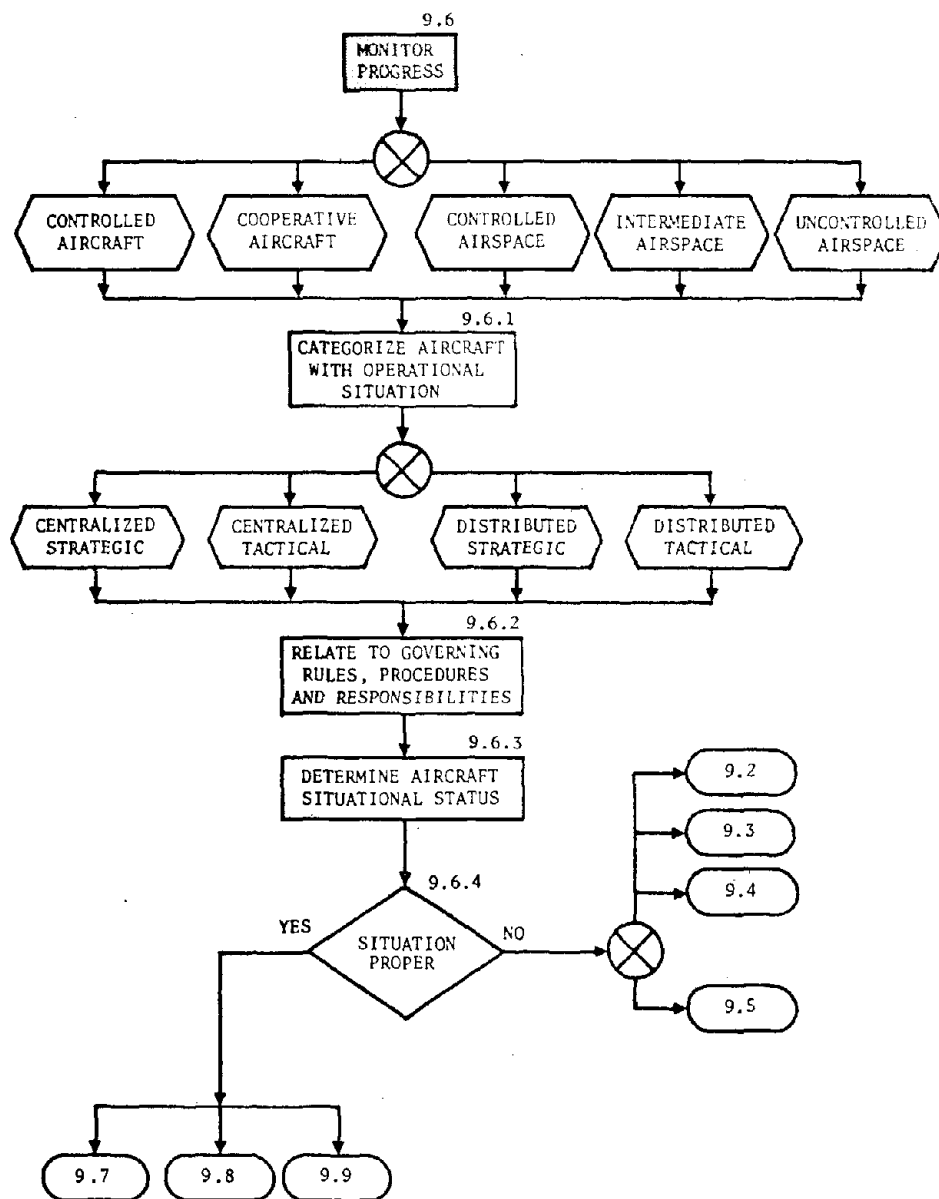 9.6
MONITOR
PROGRESS
CONTROLLED
AIRCRAFT
COOPERATIVE
AIRCRAFT
CONTROLLED
AIRSPACE
INTERMEDIATE
AIRSPACE
UNCONTROLLED
AIRSPACE
9.6.1
CATEGORIZE AIRCRAFT
WITH OPERATIONAL
SITUATION
CENTRALIZED
STRATEGIC
CENTRALIZED
TACTICAL
DISTRIBUTED
STRATEGIC
DISTRIBUTED
TACTICAL
9.6.2
RELATE TO GOVERNING
RULES, PROCEDURES
AND RESPONSIBILITIES
9.6.3
DETERMINE AIRCRAFT
SITUATIONAL STATUS
9.6.4
SITUATION
PROPER
YES
NO
9.2
9.3
9.4
9.5
9.7
9.8
9.9